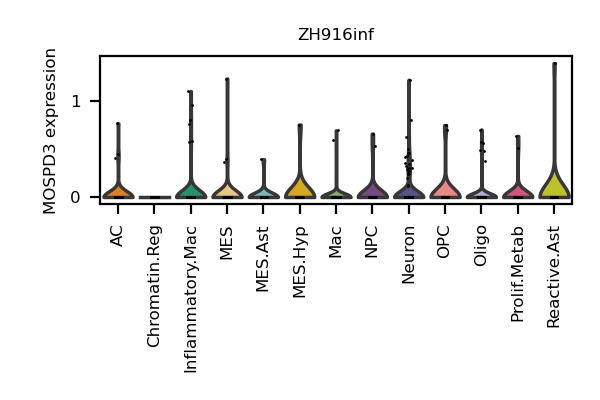 ZH916inf
MOSPD3 expression
1
0
AC
Chromatin.Reg
Inflammatory.Mac
MES
MES.Ast
MES.Hyp
Mac
NPC
Neuron
OPC
Oligo
Prolif.Metab
Reactive.Ast